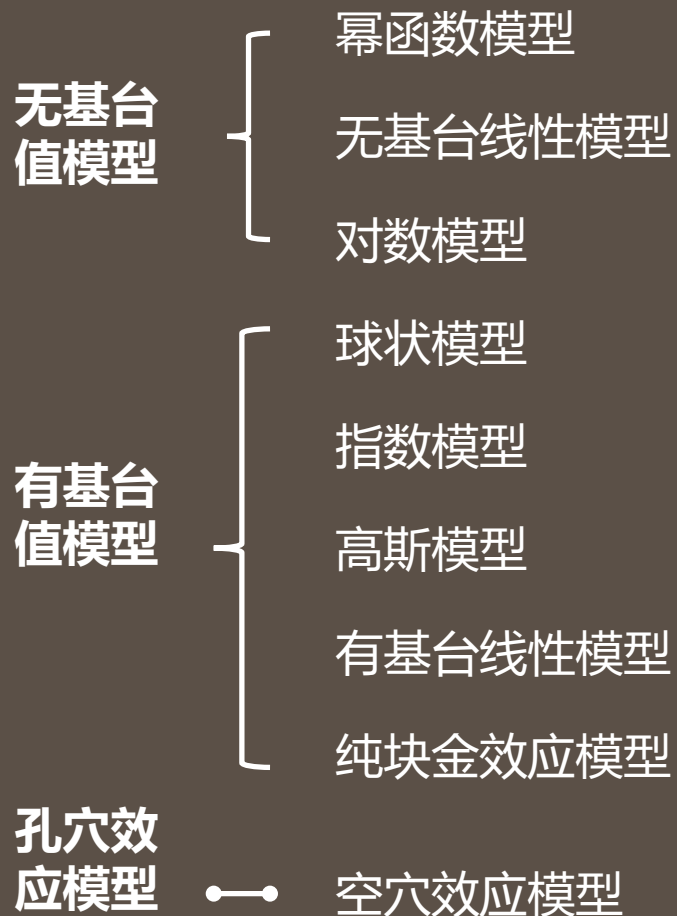 无基台
值模型
幂函数模型
无基台线性模型
对数模型
有基台
值模型
球状模型
指数模型
高斯模型
有基台线性模型
纯块金效应模型
孔穴效
应模型
空穴效应模型